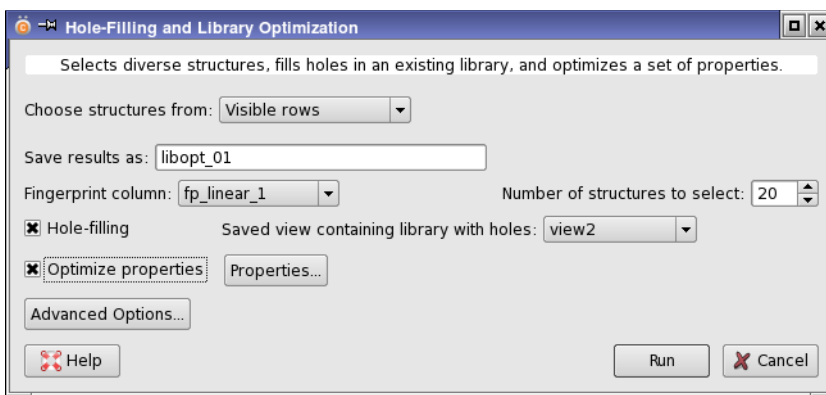 Hole-Filling and Library Optimization
Selects diverse structures, fills holes in an existing library, and optimizes a set of properties.
Choose structures from: Visible rows
Save results as: libopt_01
Fingerprint column: fp_linear_1 Number of structures to select: 20
Hole-filling Saved view containing library with holes: view2
Optimize properties Properties...
Advanced Options...
Help Run Cancel